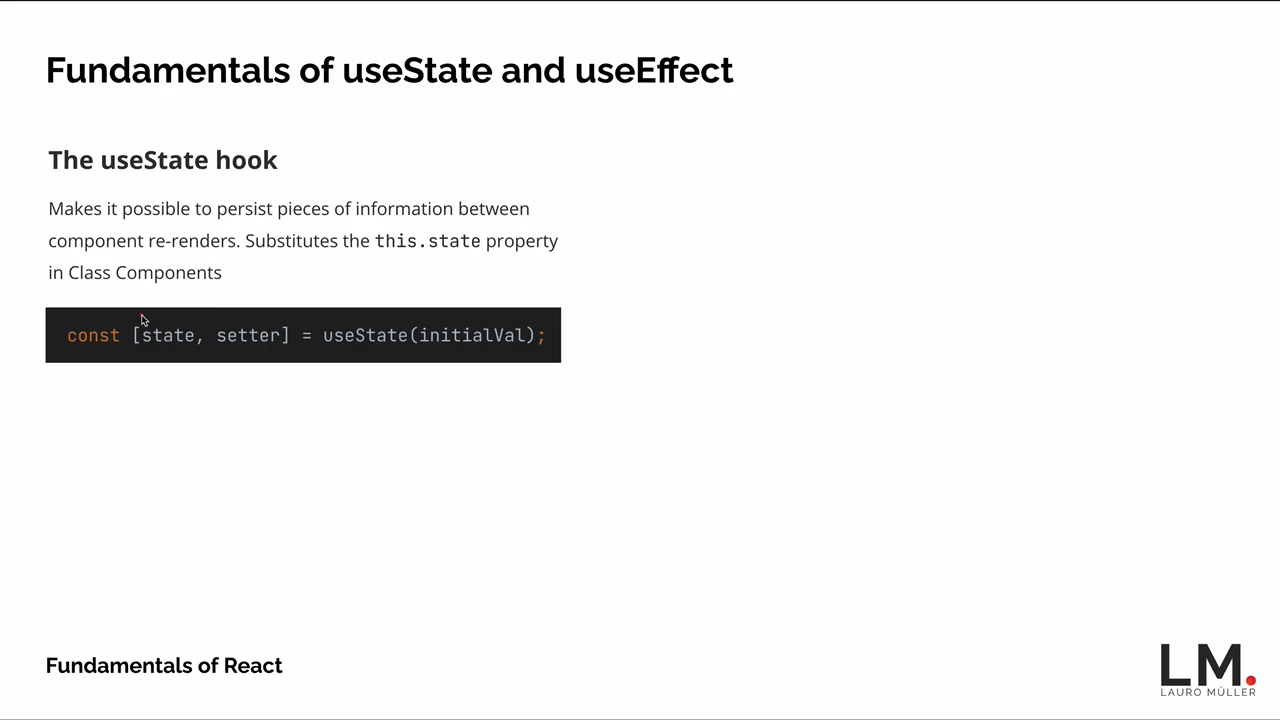 Fundamentals of useState and useEffect
The useState hook
Makes it possible to persist pieces of information between
component re-renders. Substitutes the this.state property
in Class Components
const [state, setter] = useState(initialVal);
Fundamentals of React
LM.
LAURO MÜLLER